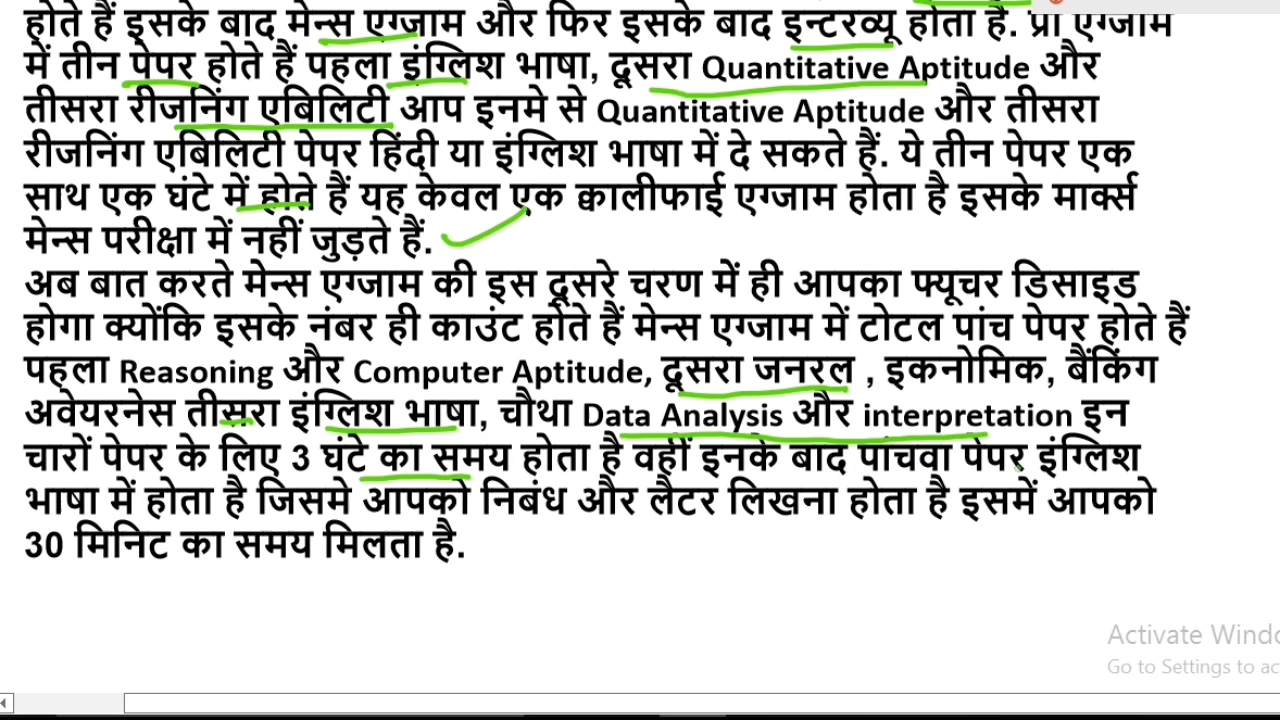 होते हैं इसके बाद मेन्स एग्जाम और फिर इसके बाद इन्टरव्यू होता है. प्री एग्जाम
में तीन पेपर होते हैं पहला इंग्लिश भाषा, दूसरा Quantitative Aptitude और
तीसरा रीजनिंग एबिलिटी आप इनमे से Quantitative Aptitude और तीसरा
रीजनिंग एबिलिटी पेपर हिंदी या इंग्लिश भाषा में दे सकते हैं. ये तीन पेपर एक
साथ एक घंटे में होते हैं यह केवल एक क्वालीफाई एग्जाम होता है इसके मार्क्स
मेन्स परीक्षा में नहीं जुड़ते हैं.
अब बात करते मेन्स एग्जाम की इस दूसरे चरण में ही आपका फ्यूचर डिसाइड
होगा क्योंकि इसके नंबर ही काउंट होते हैं मेन्स एग्जाम में टोटल पांच पेपर होते हैं
पहला Reasoning और Computer Aptitude, दूसरा जनरल , इकनोमिक, बैंकिंग
अवेयरनेस तीसरा इंग्लिश भाषा, चौथा Data Analysis और interpretation इन
चारों पेपर के लिए 3 घंटे का समय होता है वहीं इनके बाद पांचवा पेपर इंग्लिश
भाषा में होता है जिसमे आपको निबंध और लैटर लिखना होता है इसमें आपको
30 मिनिट का समय मिलता है.
Activate
Go to Settings to